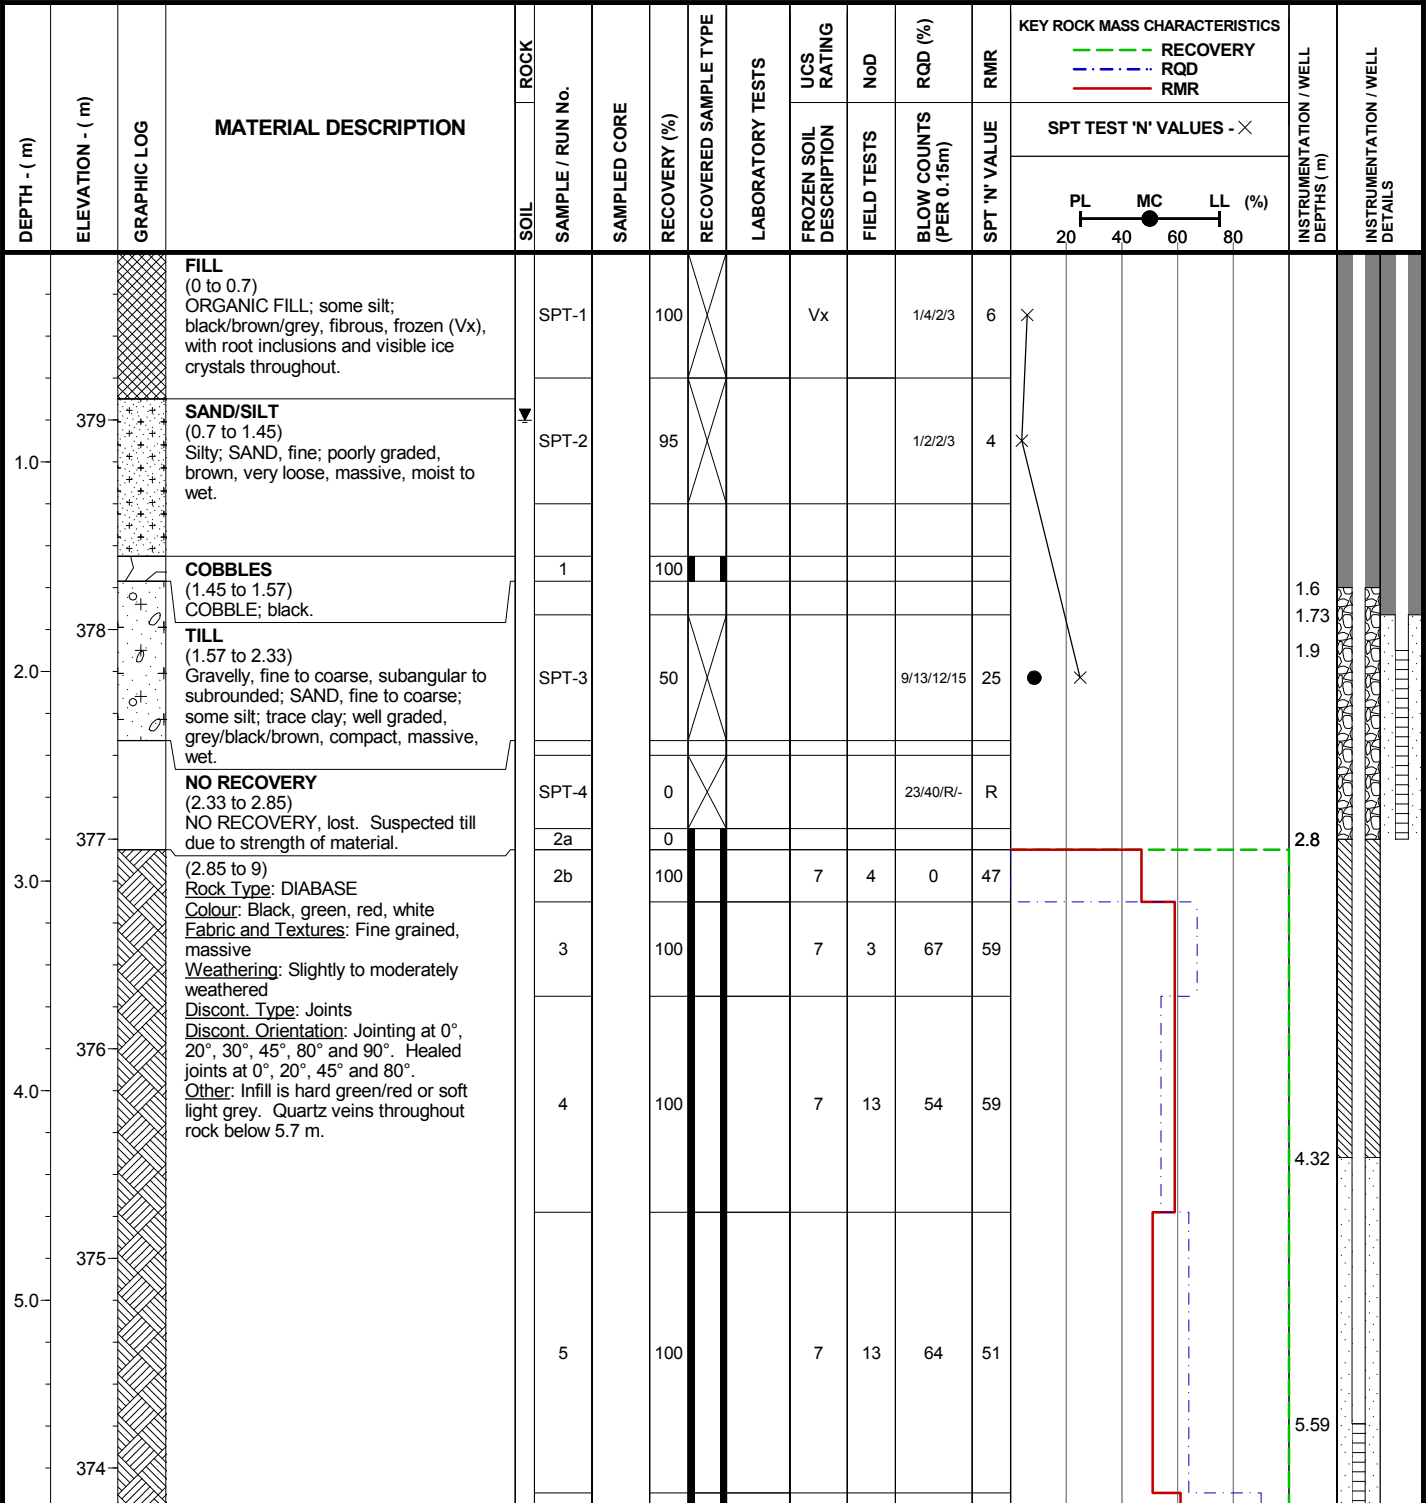 DEPTH - ( m)
ELEVATION - ( m)
GRAPHIC LOG
MATERIAL DESCRIPTION
SOIL
ROCK
SAMPLE / RUN No.
SAMPLED CORE
RECOVERY (%)
RECOVERED SAMPLE TYPE
LABORATORY TESTS
UCS
RATING
FROZEN SOIL
DESCRIPTION
NoD
FIELD TESTS
RQD (%)
BLOW COUNTS
(PER 0.15m)
RMR
SPT 'N' VALUE
KEY ROCK MASS CHARACTERISTICS
RECOVERY
RQD
RMR
SPT TEST 'N' VALUES - ×
PL MC LL (%)
20 40 60 80
INSTRUMENTATION / WELL
DEPTHS ( m)
INSTRUMENTATION / WELL
DETAILS
FILL
(0 to 0.7)
ORGANIC FILL; some silt;
black/brown/grey, fibrous, frozen (Vx),
with root inclusions and visible ice
crystals throughout.
SPT-1 100 Vx 1/4/2/3 6
379
SAND/SILT
(0.7 to 1.45)
Silty; SAND, fine; poorly graded,
brown, very loose, massive, moist to
wet.
SPT-2 95 1/2/2/3 4
1.0
COBBLES
(1.45 to 1.57)
COBBLE; black.
1 100
1.6
1.73
1.9
378
TILL
(1.57 to 2.33)
Gravelly, fine to coarse, subangular to
subrounded; SAND, fine to coarse;
some silt; trace clay; well graded,
grey/black/brown, compact, massive,
wet.
2.0
SPT-3 50 9/13/12/15 25
NO RECOVERY
(2.33 to 2.85)
NO RECOVERY, lost. Suspected till
due to strength of material.
SPT-4 0 23/40/R/- R
377
2a 0
2.8
(2.85 to 9)
Rock Type: DIABASE
Colour: Black, green, red, white
Fabric and Textures: Fine grained,
massive
Weathering: Slightly to moderately
weathered
Discont. Type: Joints
Discont. Orientation: Jointing at 0°,
20°, 30°, 45°, 80° and 90°. Healed
joints at 0°, 20°, 45° and 80°.
Other: Infill is hard green/red or soft
light grey. Quartz veins throughout
rock below 5.7 m.
3.0
2b 100 7 4 0 47
3 100 7 3 67 59
376
4.0
4 100 7 13 54 59
4.32
375
5.0
5 100 7 13 64 51
5.59
374